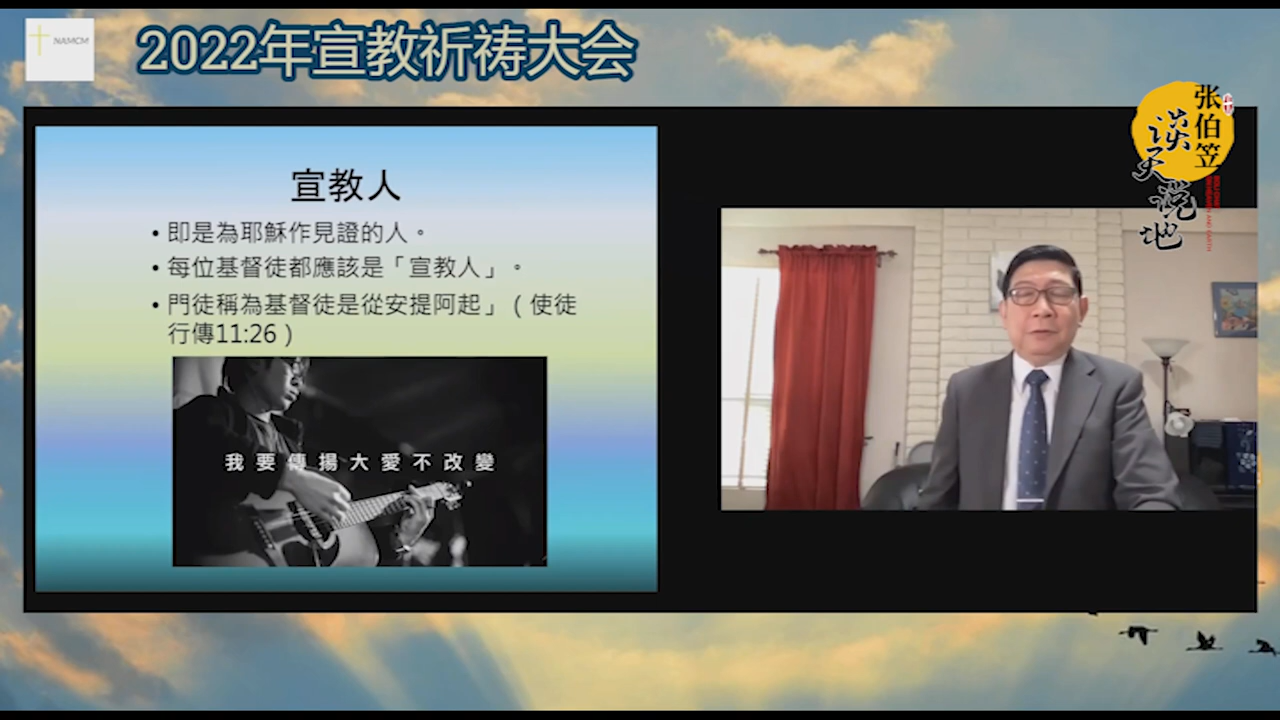 NAMCM
2022年宣教祈祷大会
张伯笠
谈天说地
宣教人
• 即是為耶穌作見證的人。
• 每位基督徒都應該是「宣教人」。
• 門徒稱為基督徒是從安提阿起」（使徒
行傳11:26）
我要傳揚大愛不改變